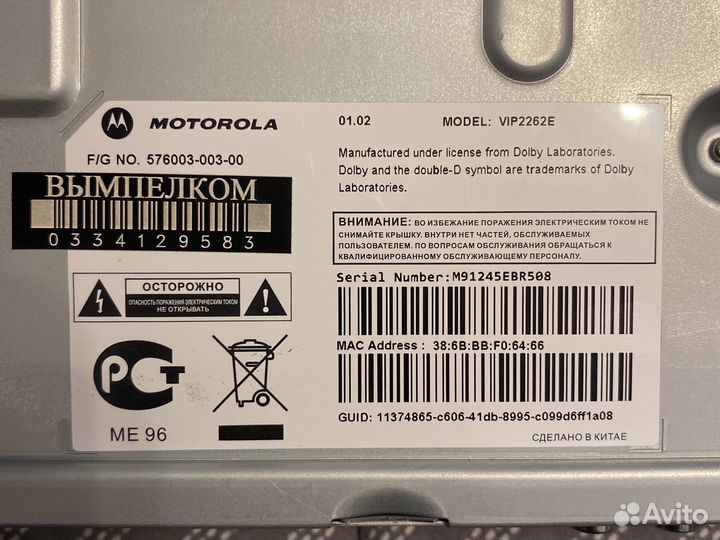 MOTOROLA
F/G NO. 576003-003-00
ВЫМПЕЛКОМ
0334129583
ОСТОРОЖНО
ОПАСНОСТЬ ПОРАЖЕНИЯ ЭЛЕКТРИЧЕСКИМ ТОКОМ
НЕ ОТКРЫВАТЬ
РСТ
ME 96
01.02
MODEL: VIP2262E
Manufactured under license from Dolby Laboratories.
Dolby and the double-D symbol are trademarks of Dolby
Laboratories.
ВНИМАНИЕ: ВО ИЗБЕЖАНИЕ ПОРАЖЕНИЯ ЭЛЕКТРИЧЕСКИМ ТОКОМ НЕ
СНИМАЙТЕ КРЫШКУ. ВНУТРИ НЕТ ЧАСТЕЙ, ОБСЛУЖИВАЕМЫХ
ПОЛЬЗОВАТЕЛЕМ. ПО ВОПРОСАМ ОБСЛУЖИВАНИЯ ОБРАЩАТЬСЯ К
КВАЛИФИЦИРОВАННОМУ ОБСЛУЖИВАЮЩЕМУ ПЕРСОНАЛУ.
Serial Number:M91245EBR508
MAC Address : 38:6B:BB:F0:64:66
GUID: 11374865-c606-41db-8995-c099d6ff1a08
СДЕЛАНО В КИТАЕ
Avito